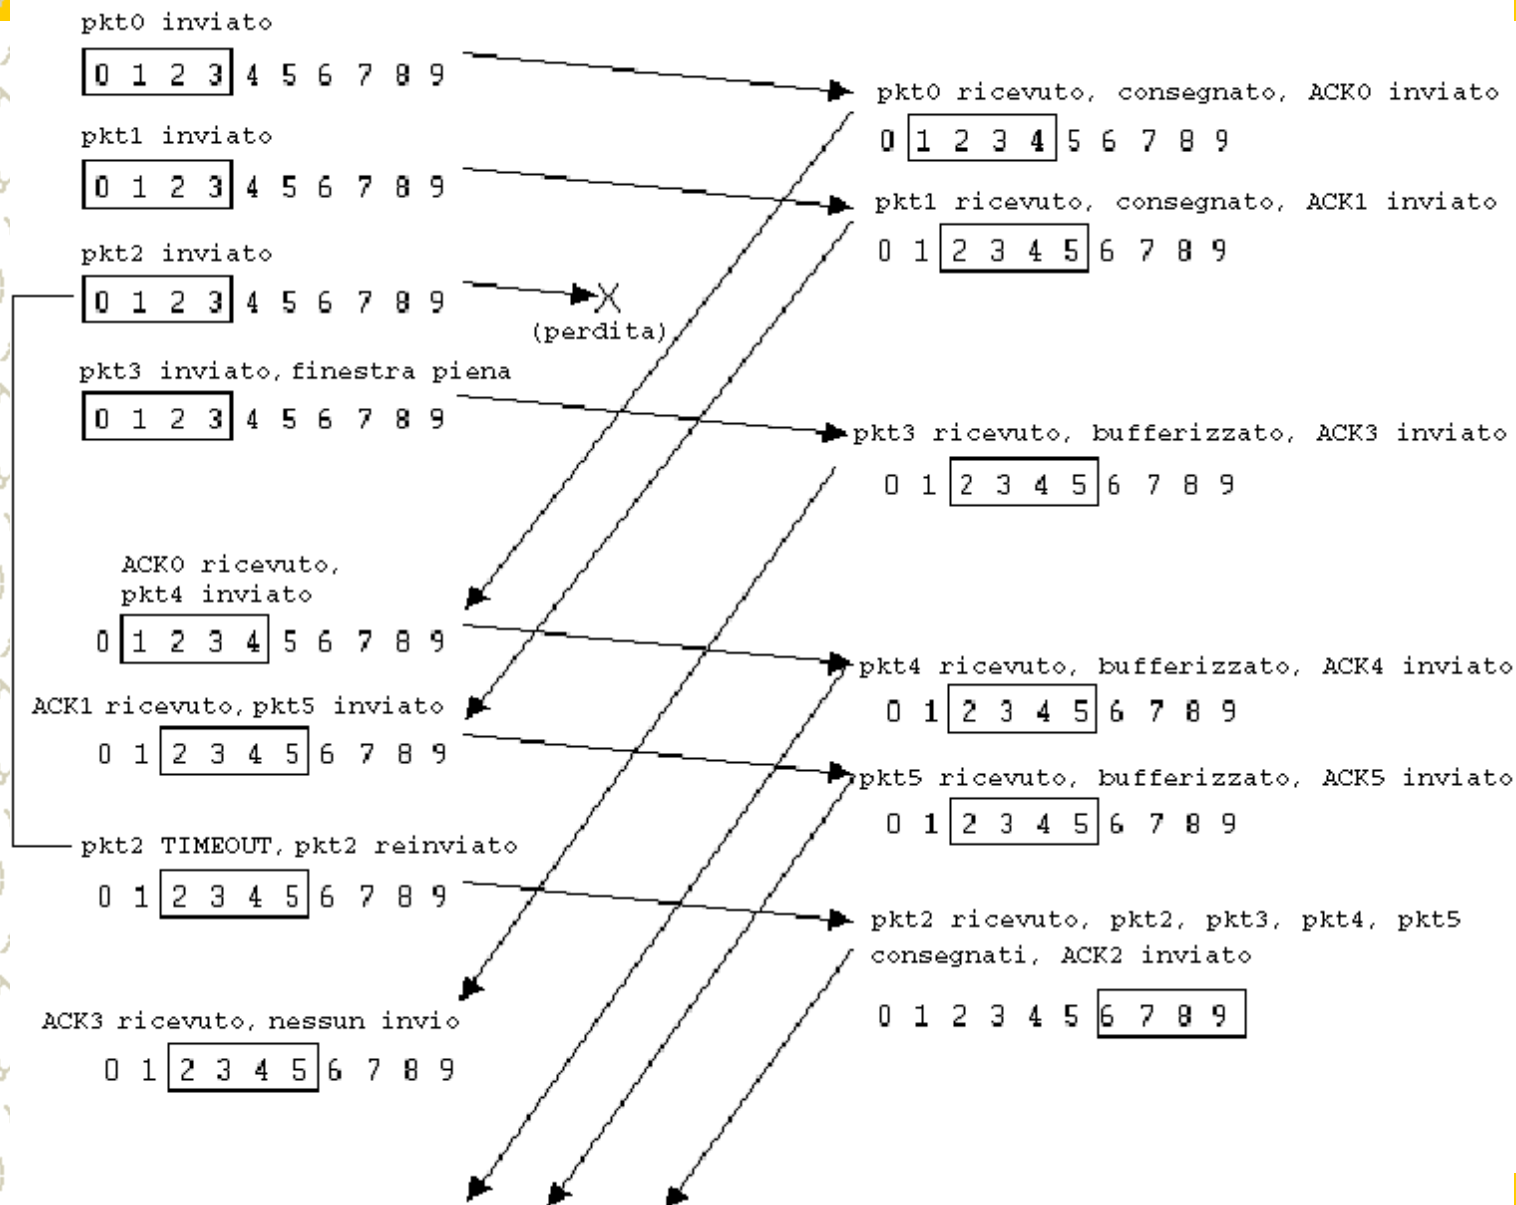 pkt0 inviato
0 1 2 3 4 5 6 7 8 9
pkt0 ricevuto, consegnato, ACK0 inviato
0 1 2 3 4 5 6 7 8 9
pkt1 inviato
0 1 2 3 4 5 6 7 8 9
pkt1 ricevuto, consegnato, ACK1 inviato
0 1 2 3 4 5 6 7 8 9
pkt2 inviato
0 1 2 3 4 5 6 7 8 9
X
(perdita)
pkt3 inviato, finestra piena
0 1 2 3 4 5 6 7 8 9
pkt3 ricevuto, bufferizzato, ACK3 inviato
0 1 2 3 4 5 6 7 8 9
ACK0 ricevuto,
pkt4 inviato
0 1 2 3 4 5 6 7 8 9
pkt4 ricevuto, bufferizzato, ACK4 inviato
0 1 2 3 4 5 6 7 8 9
ACK1 ricevuto, pkt5 inviato
0 1 2 3 4 5 6 7 8 9
pkt5 ricevuto, bufferizzato, ACK5 inviato
0 1 2 3 4 5 6 7 8 9
pkt2 TIMEOUT, pkt2 reinviato
0 1 2 3 4 5 6 7 8 9
pkt2 ricevuto, pkt2, pkt3, pkt4, pkt5
consegnati, ACK2 inviato
0 1 2 3 4 5 6 7 8 9
ACK3 ricevuto, nessun invio
0 1 2 3 4 5 6 7 8 9